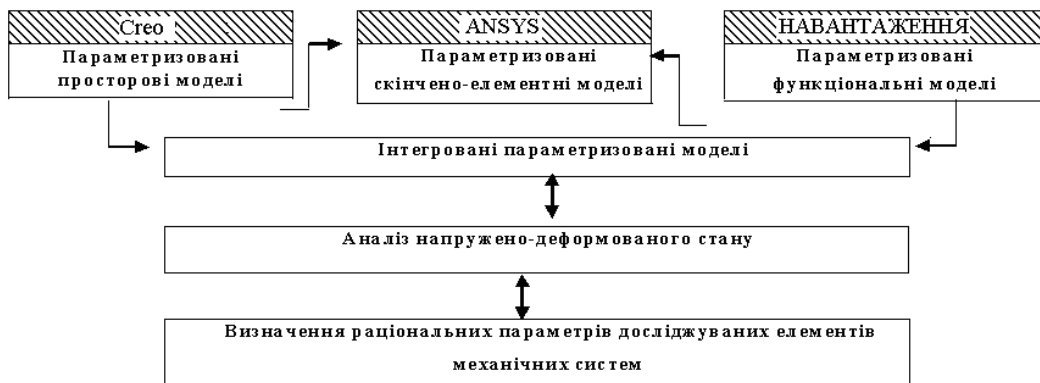 Creo
Параметризовані
просторові моделі
ANSYS
Параметризовані
скінчено-елементні моделі
НАВАНТАЖЕННЯ
Параметризовані
функціональні моделі
Інтегровані параметризовані моделі
Аналіз напружено-деформованого стану
Визначення раціональних параметрів досліджуваних елементів
механічних систем